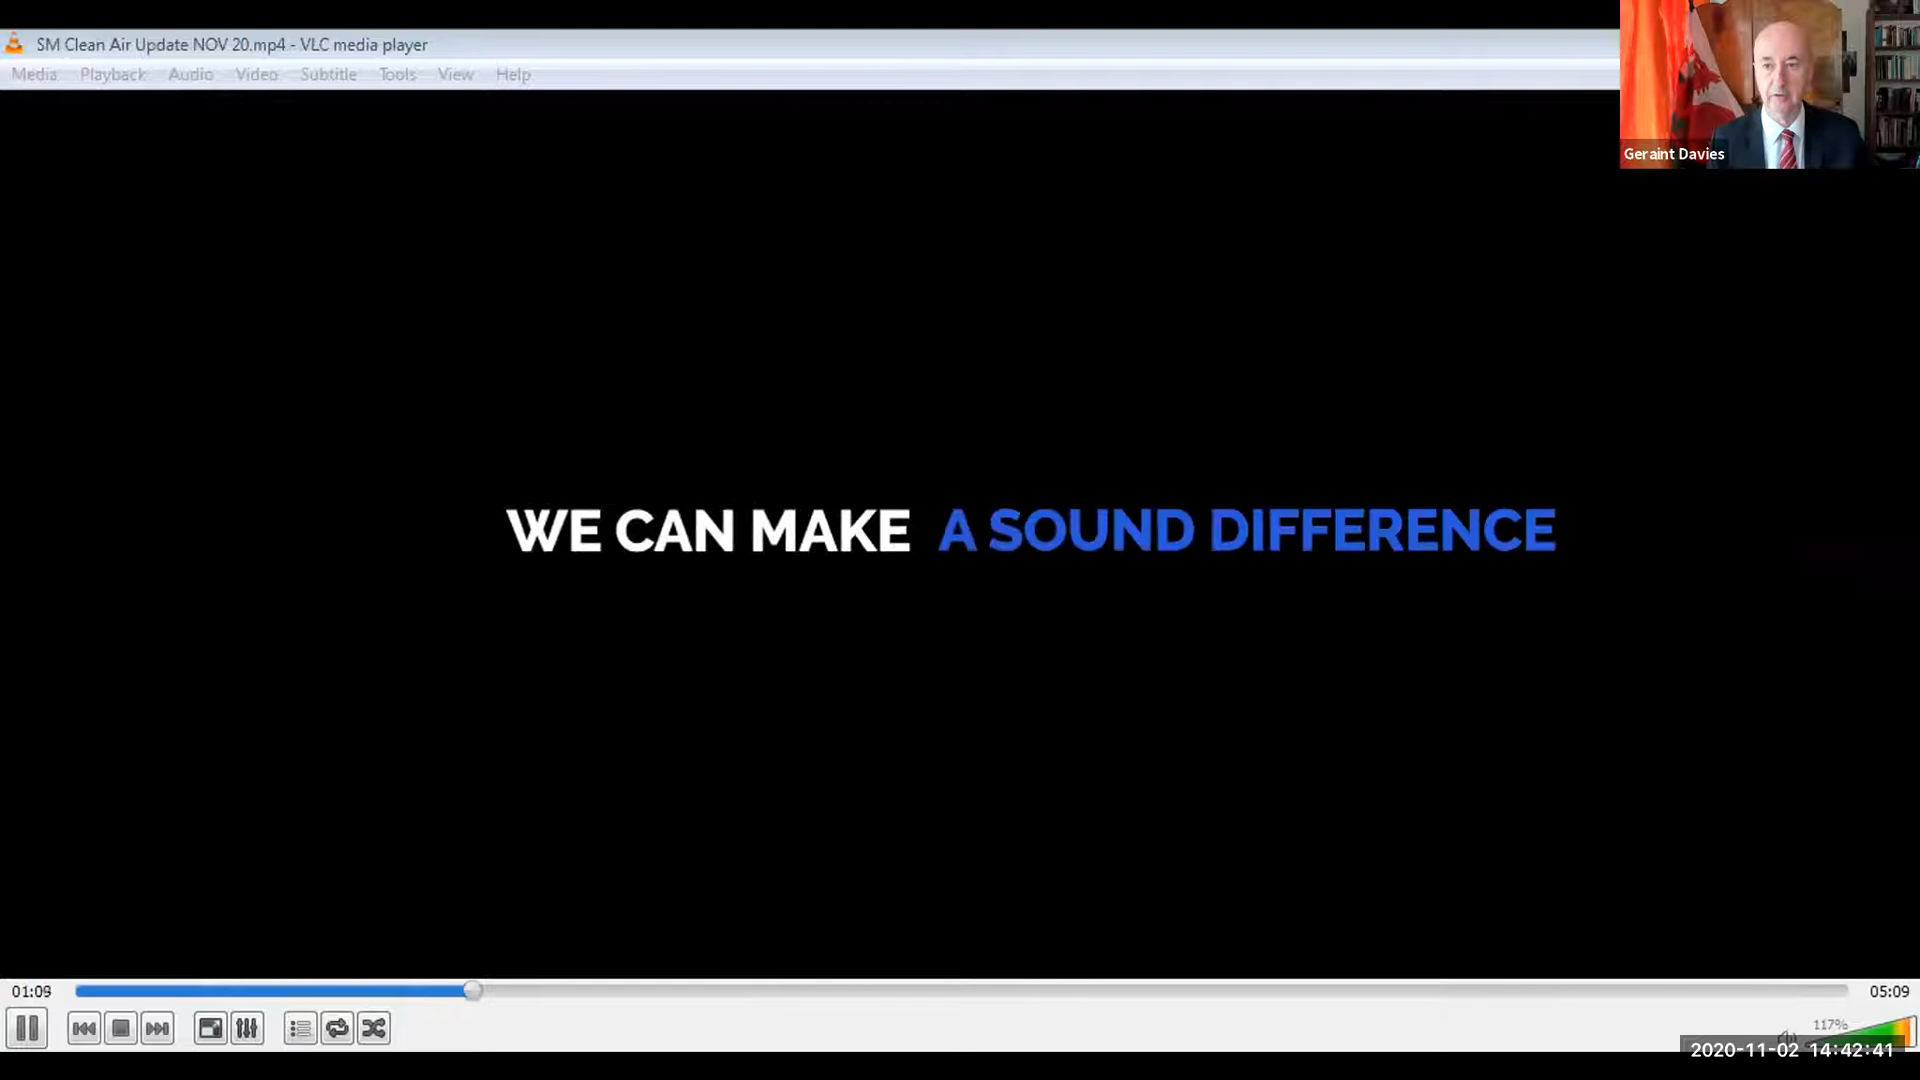 SM Clean Air Update NOV 20.mp4 - VLC media player
Media Playback Audio Video Subtitle Tools View Help
Geraint Davies
WE CAN MAKE A SOUND DIFFERENCE
01:09 05:09
117%
2020-11-02 14:42:41